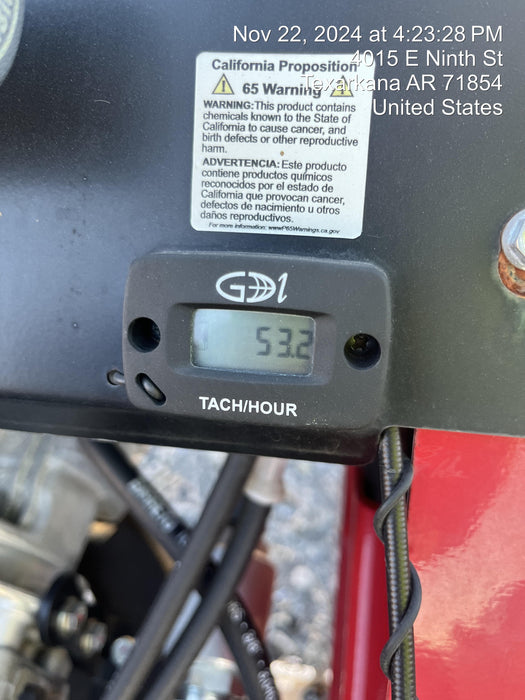 Nov 22, 2024 at 4:23:28 PM
4015 E Ninth St
Texarkana AR 71854
United States
California Proposition
65 Warning
WARNING: This product contains
chemicals known to the State of
California to cause cancer, and
birth defects or other reproductive
harm.
ADVERTENCIA: Este producto
contiene productos químicos
reconocidos por el estado de
California que provocan cancer,
defectos de nacimiento u otros
daños reproductivos.
For more information: www.P65Warnings.ca.gov
GDI
53.2
TACH/HOUR